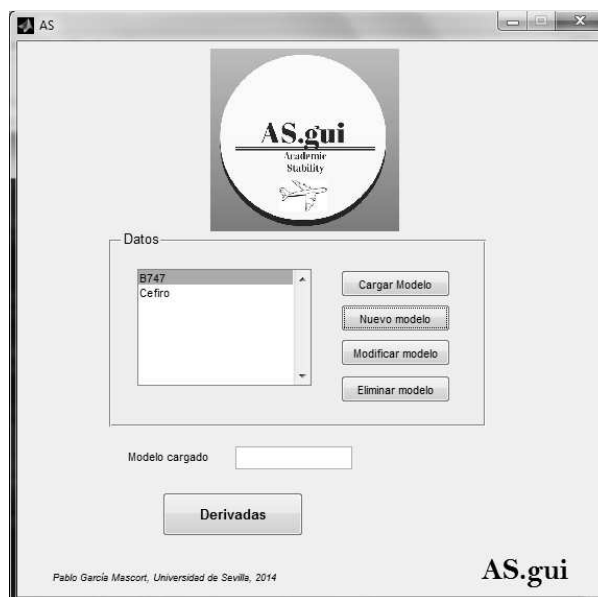 AS
AS.gui
Academic
Stability
Datos
B747
Cefiro
Cargar Modelo
Nuevo modelo
Modificar modelo
Eliminar modelo
Modelo cargado
Derivadas
Pablo García Mascort, Universidad de Sevilla, 2014
AS.gui